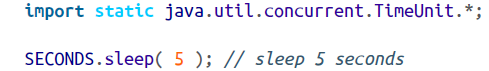 import static java.util.concurrent.TimeUnit.*;
SECONDS.sleep( 5 ); // sleep 5 seconds